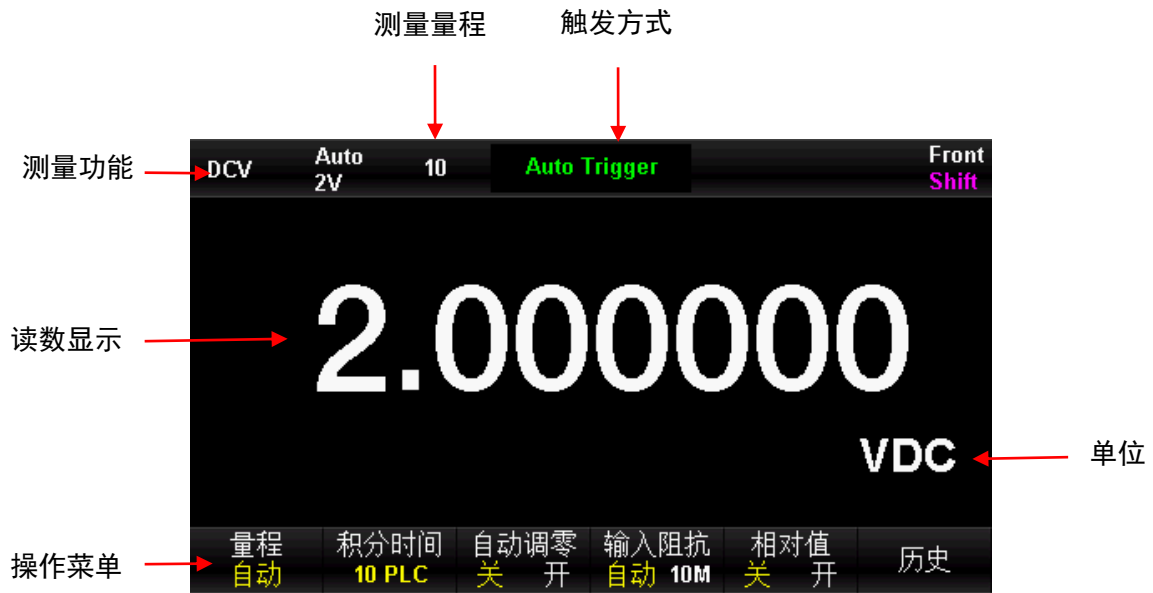 测量量程 触发方式
测量功能
DCV Auto 10 Auto Trigger Front
2V Shift
读数显示
2.000000
VDC
单位
操作菜单
量程 积分时间 自动调零 输入阻抗 相对值 历史
自动 10 PLC 关 开 自动 10M 关 开